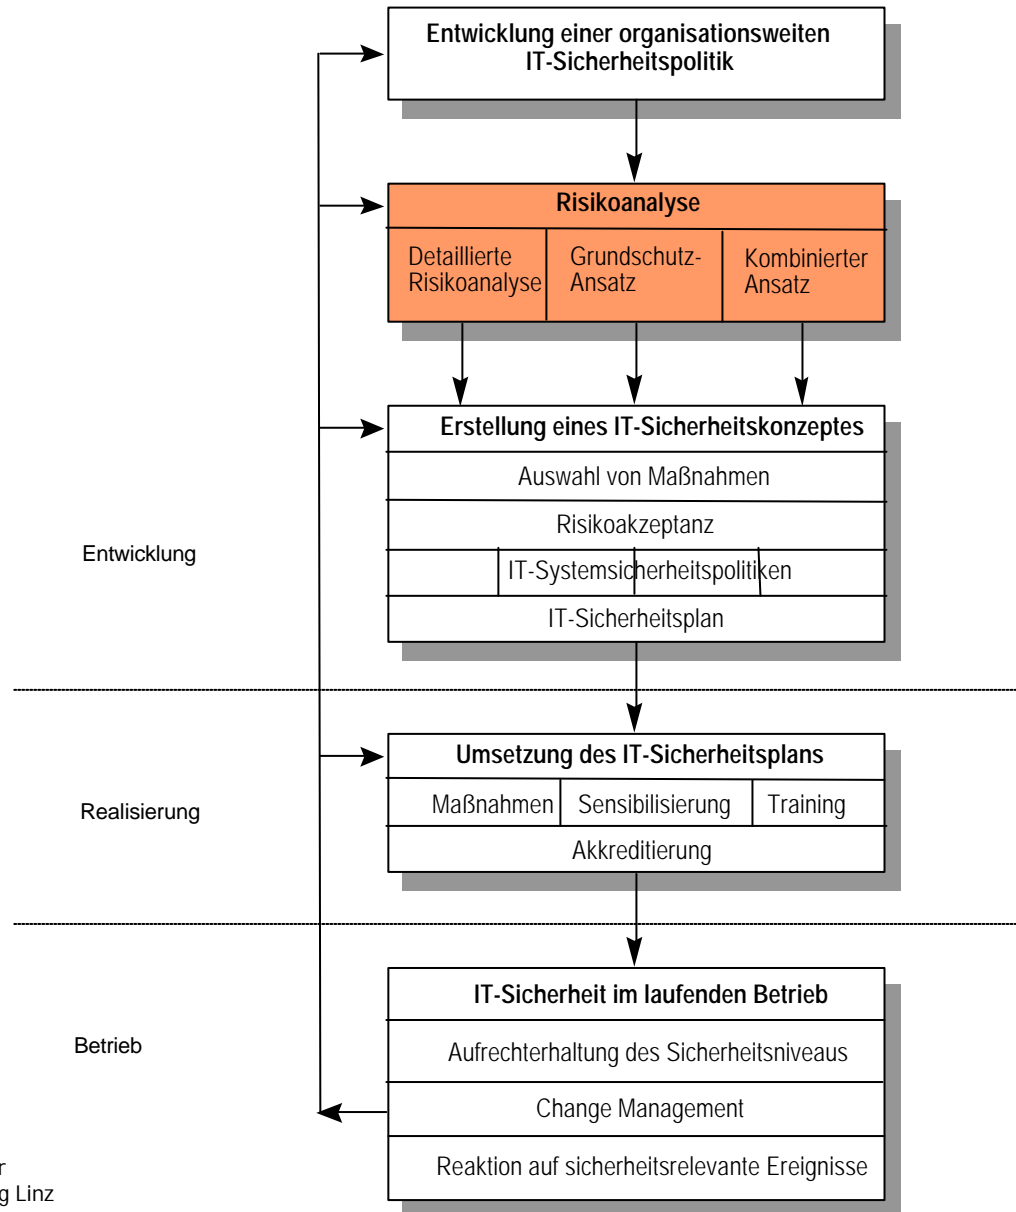 Entwicklung einer organisationsweiten
IT-Sicherheitspolitik
Risikoanalyse
Detaillierte
Risikoanalyse
Grundschutz-
Ansatz
Kombinierter
Ansatz
Erstellung eines IT-Sicherheitskonzeptes
Auswahl von Maßnahmen
Risikoakzeptanz
Entwicklung
IT-Systemsicherheitspolitiken
IT-Sicherheitsplan
Umsetzung des IT-Sicherheitsplans
Realisierung
Maßnahmen
Sensibilisierung
Training
Akkreditierung
IT-Sicherheit im laufenden Betrieb
Betrieb
Aufrechterhaltung des Sicherheitsniveaus
Change Management
Reaktion auf sicherheitsrelevante Ereignisse
r
g Linz